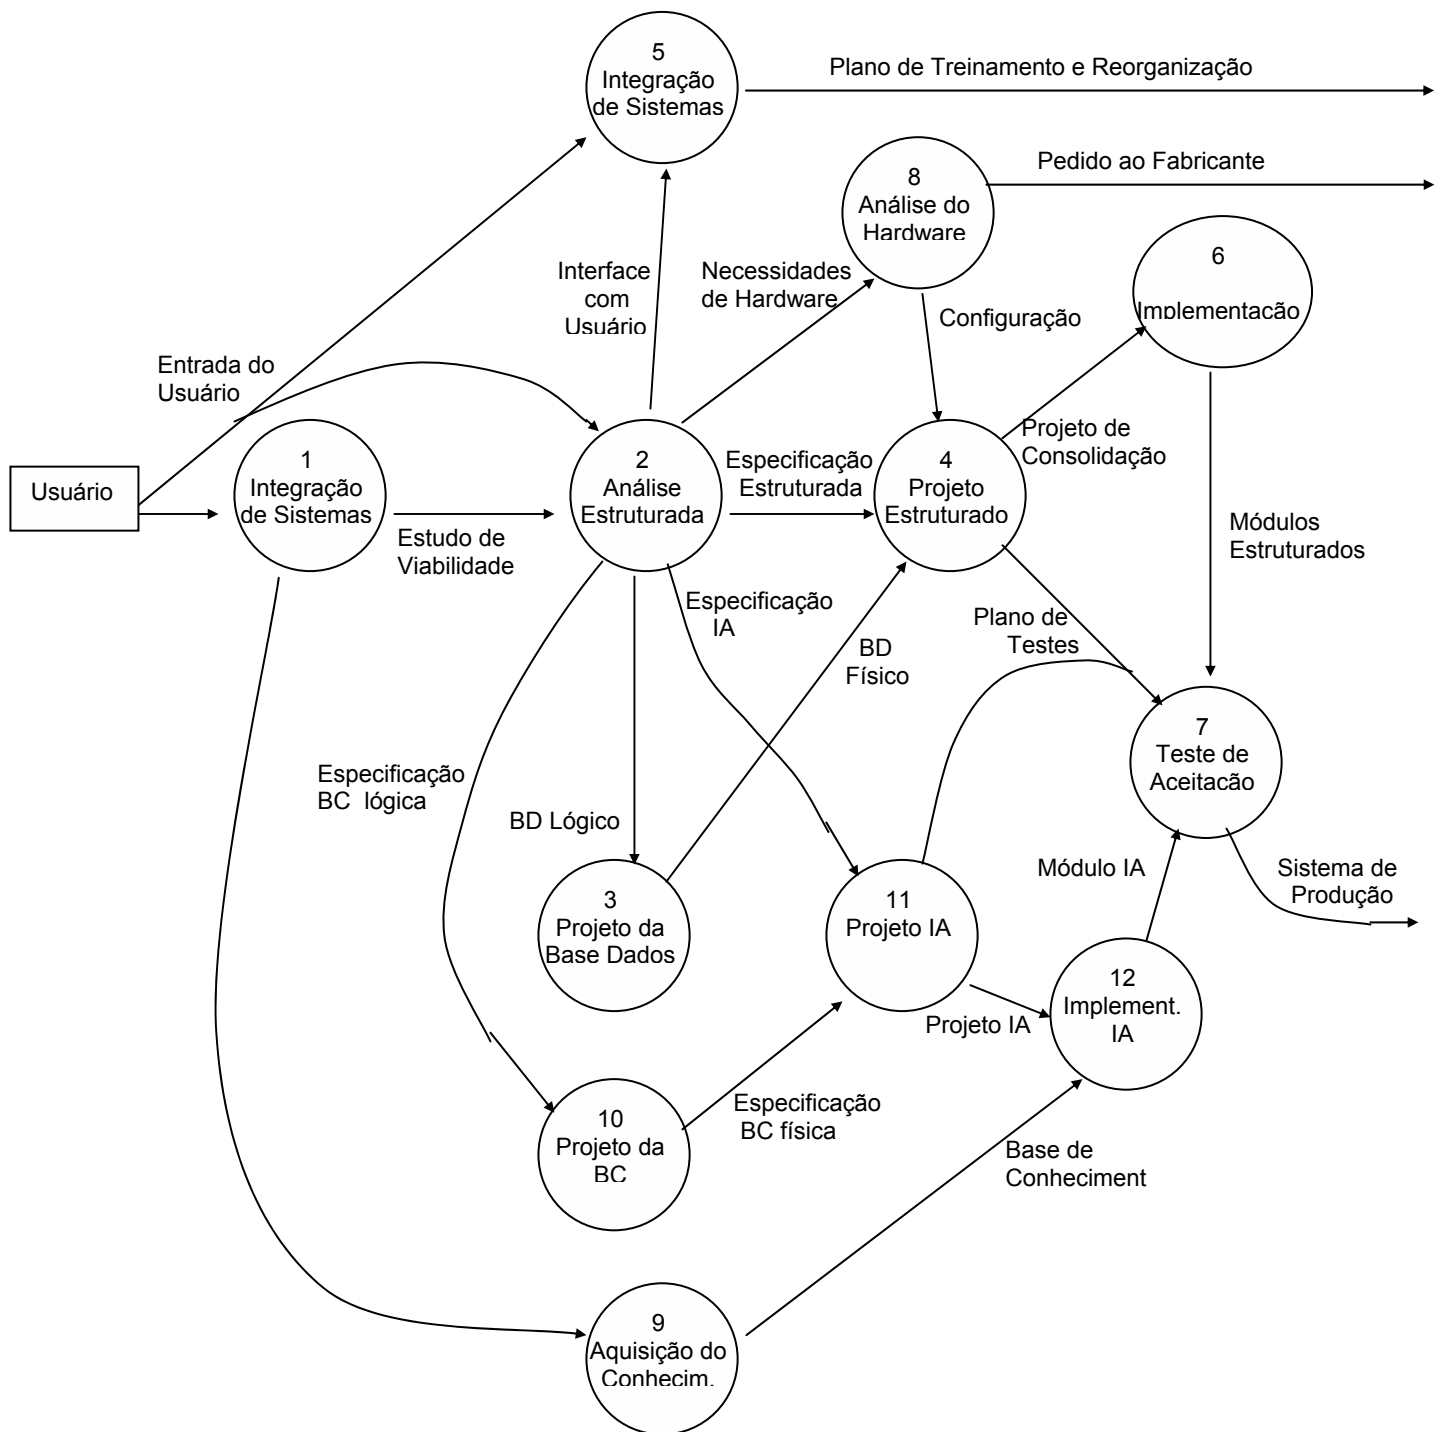 5
Integração
de Sistemas
Plano de Treinamento e Reorganização
Pedido ao Fabricante
8
Análise do
Hardware
6
Implementacão
Interface
com
Usuário
Necessidades
de Hardware
Configuração
Entrada do
Usuário
Projeto de
Consolidação
Usuário
1
Integração
de Sistemas
Estudo de
Viabilidade
2
Análise
Estruturada
Especificação
Estruturada
4
Projeto
Estruturado
Módulos
Estruturados
Especificação
IA
BD
Físico
Plano de
Testes
7
Teste de
Aceitacão
Especificação
BC lógica
BD Lógico
Módulo IA
Sistema de
Produção
3
Projeto da
Base Dados
11
Projeto IA
12
Implement.
IA
Projeto IA
10
Projeto da
BC
Especificação
BC física
Base de
Conheciment
9
Aquisição do
Conhecim.